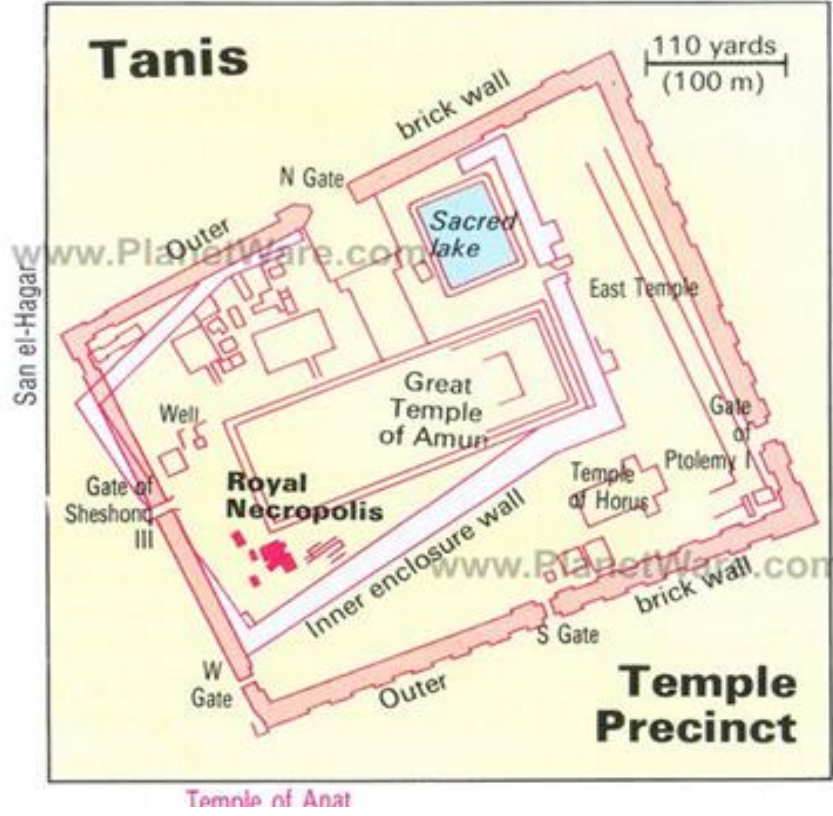 Tanis
110 yards
(100 m)
brick wall
N Gate
Sacred
lake
Outer
www.PlanetWare.com
San el-Hagar
East Temple
Great
Temple
of Amun
Gate
of
Ptolemy I
Well
Royal
Necropolis
Gate of
Sheshonq
III
Temple
of Horus
Inner enclosure wall
www.PlanetWare.com
brick wall
S Gate
W
Gate
Outer
Temple
Precinct
Temple of Anat